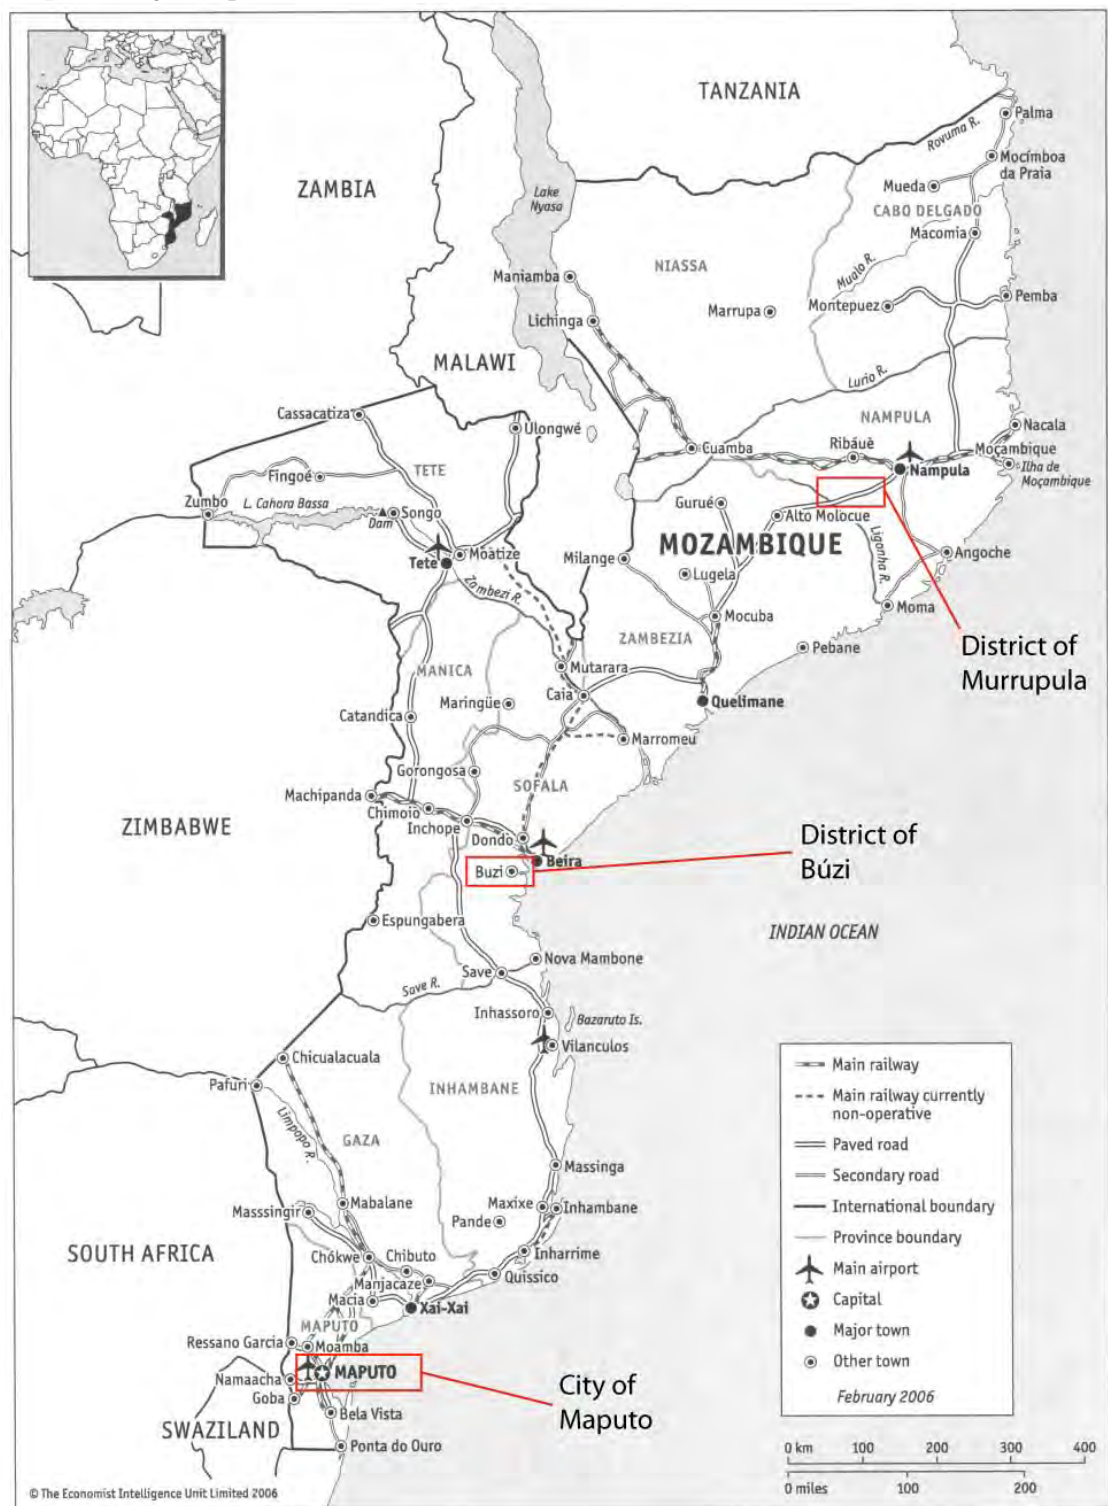 TANZANIA
Palma
Rovuma R.
Mocímboa
da Praia
ZAMBIA
Mueda
Lake
Nyasa
CABO DELGADO
Macomia
NIASSA
Maniamba
Mualo R.
Pemba
Montepuez
Marrupa
Lichinga
MALAWI
Lurio R.
Cassacatiza
NAMPULA
Ulongwé
Nacala
Cuamba
Ribáuè
Moçambique
TETE
Nampula
Ilha de
Moçambique
Fingoé
Zumbo
L. Cahora Bassa
Gurué
Songo
Dam
Alto Molocue
MOZAMBIQUE
Ligonha R.
Moatize
Milange
Angoche
Tete
Lugela
Zambezi R.
Moma
Mocuba
ZAMBEZIA
Pebane
District of
Murrupula
Mutarara
MANICA
Caia
Maringüe
Quelimane
Catandica
Marromeu
Gorongosa
SOFALA
Machipanda
Chimoio
ZIMBABWE
Inchope
Dondo
District of
Búzi
Beira
Buzi
Espungabera
INDIAN OCEAN
Nova Mambone
Save
Save R.
Inhassoro
Bazaruto Is.
Vilanculos
Chicualacuala
Pafuri
INHAMBANE
Limpopo R.
GAZA
Massinga
Mabalane
Maxixe
Inhambane
Masssingir
Pande
SOUTH AFRICA
Chókwe
Chibuto
Inharrime
Manjacaze
Quissico
Macia
Xai-Xai
MAPUTO
Ressano Garcia
Moamba
MAPUTO
Namaacha
City of
Maputo
Goba
Bela Vista
SWAZILAND
Ponta do Ouro
Main railway
Main railway currently
non-operative
Paved road
Secondary road
International boundary
Province boundary
Main airport
Capital
Major town
Other town
February 2006
0 km 100 200 300 400
0 miles 100 200
© The Economist Intelligence Unit Limited 2006